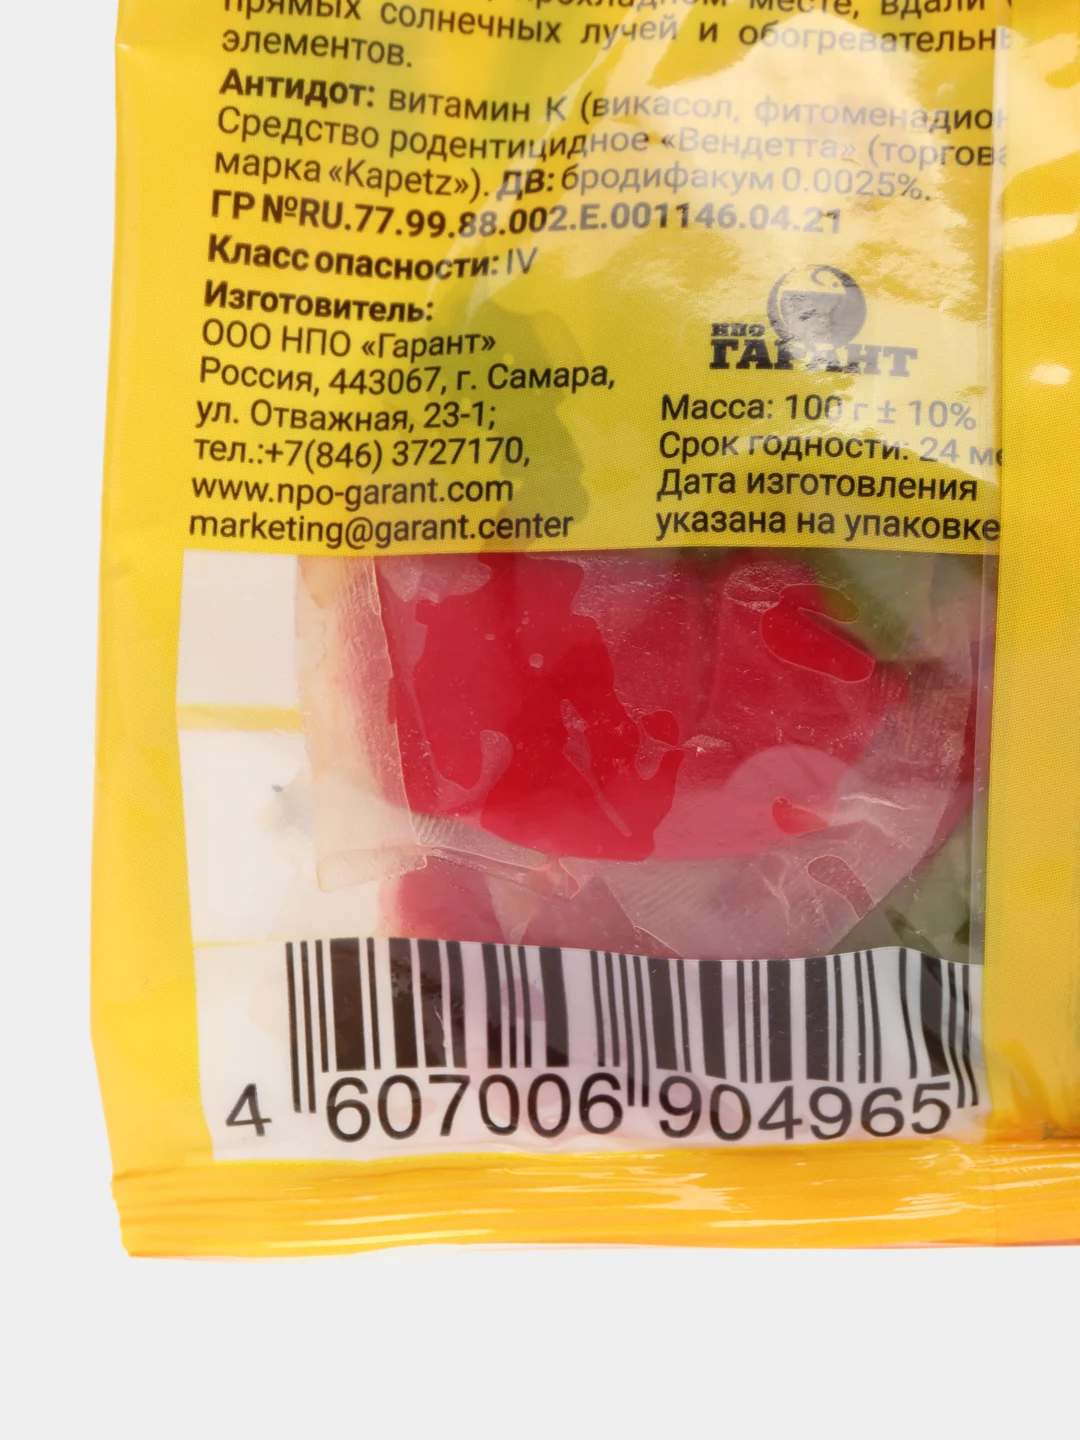 прямых солнечных лучей и
элементов.
Антидот: витамин К (викасол,
Средство родентицидное «Вендетта»
марка «Kapetz»). ДВ: бродифакум 0.0025%.
ГР №RU.77.99.88.002.E.001146.04.21
Класс опасности: IV
Изготовитель:
ООО НПО «Гарант»
Россия, 443067, г. Самара,
ул. Отважная, 23-1;
тел.:+7(846) 3727170,
www.npo-garant.com
marketing@garant.center
НПО
ГАРАНТ
Масса: 100 г ± 10%
Срок годности: 24
Дата изготовления
указана на упаковке
4 607006 904965